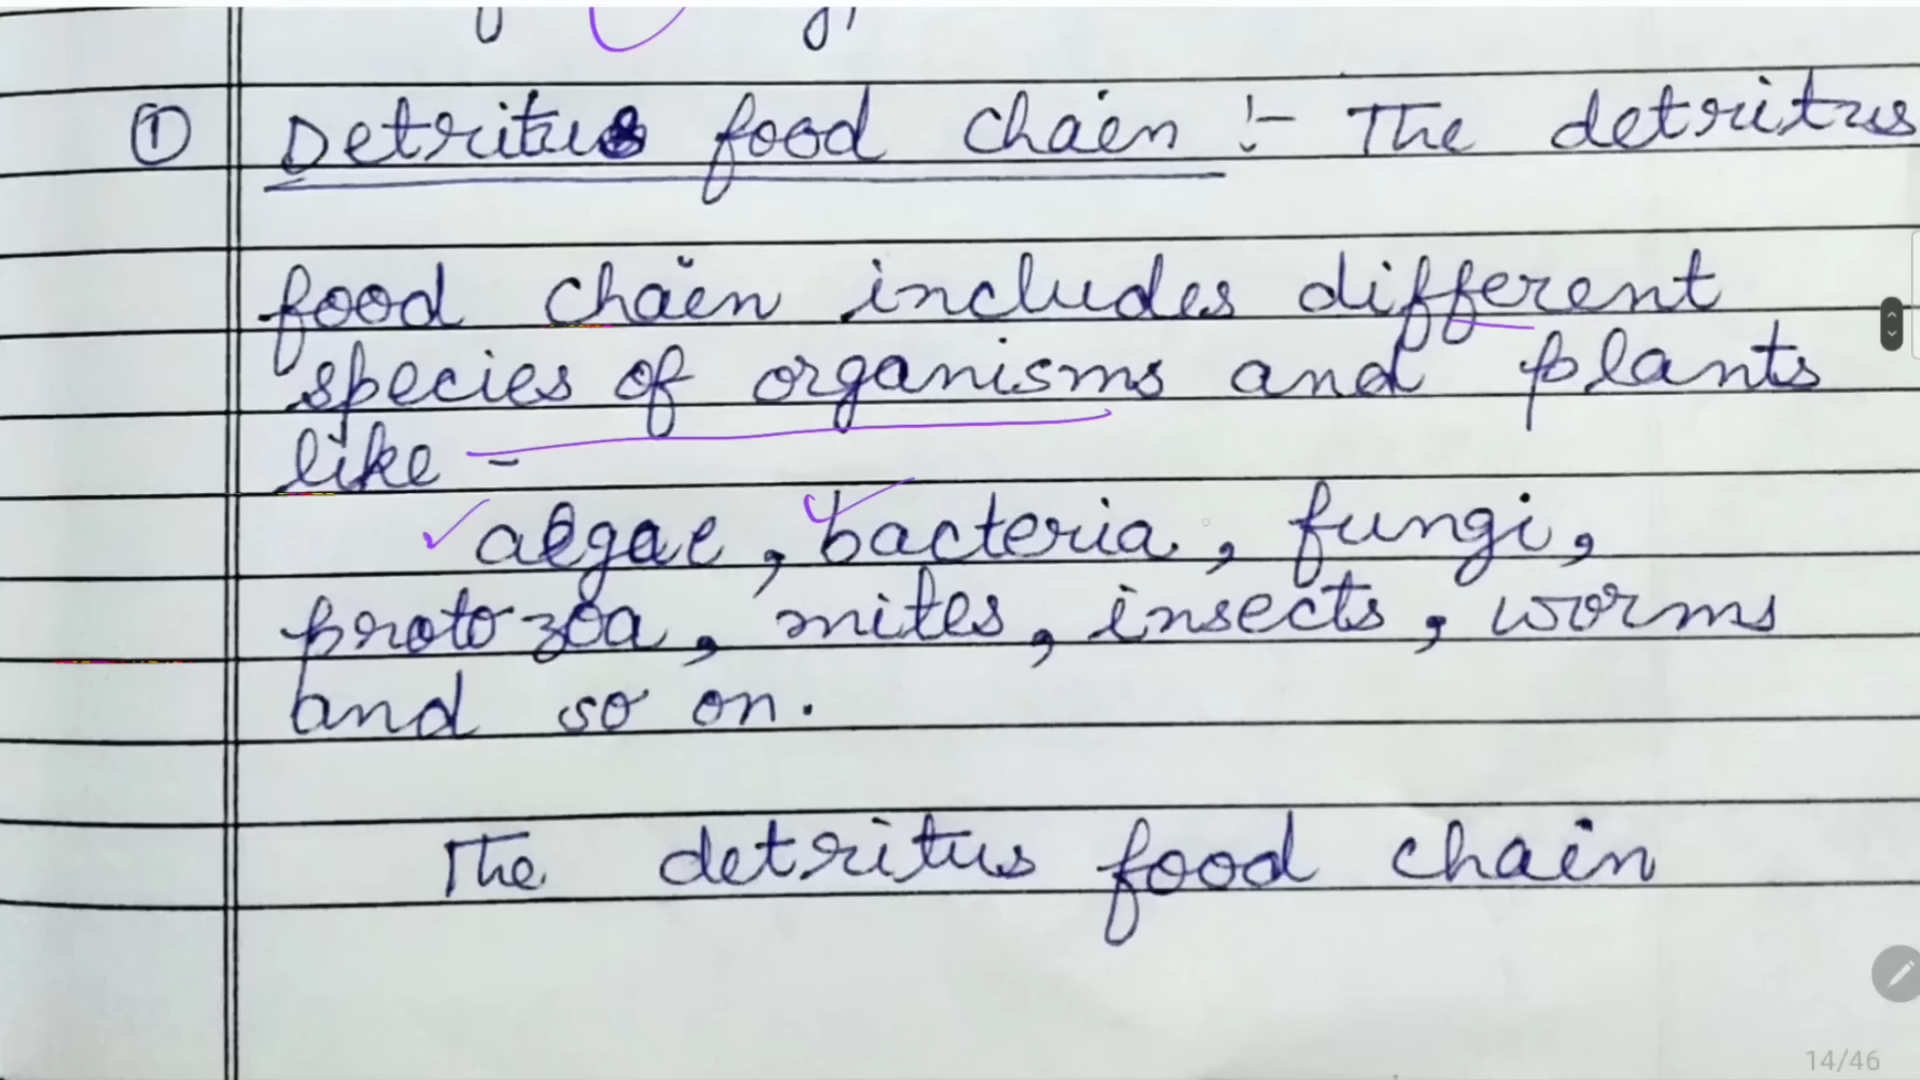 ① Detritus food chain :- The detritus
food chain includes different
species of organisms and plants
like -
algae, bacteria, fungi,
protozoa, mites, insects, worms
and so on.
The detritus food chain
14/46